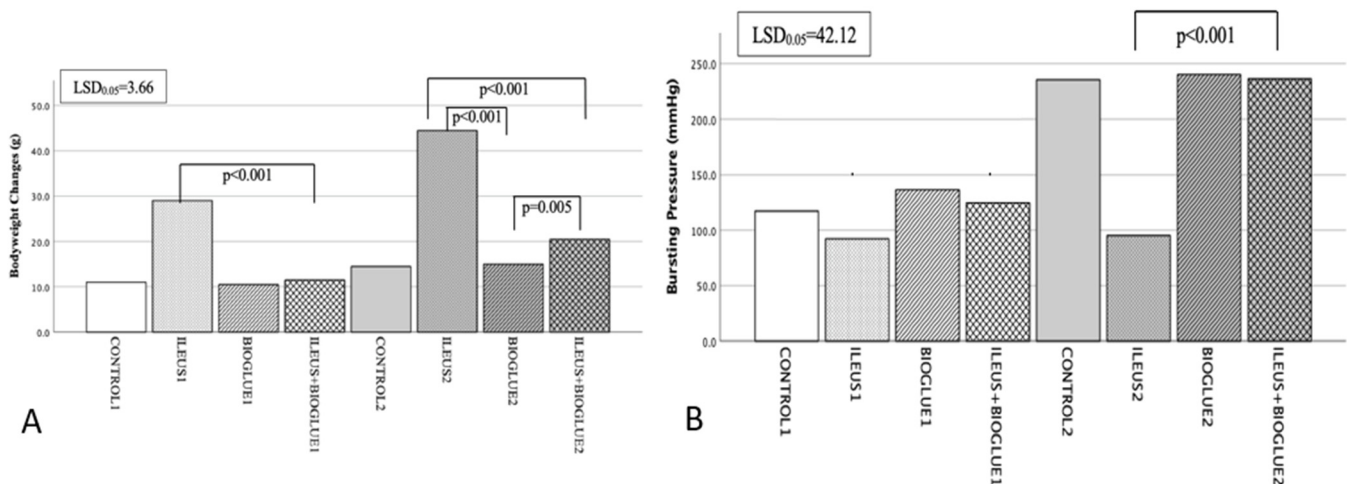 LSD0.05=3.66
p<0.001
p<0.001
p<0.001
p=0.005
Bodyweight Changes (g)
50.0
40.0
30.0
20.0
10.0
0.0
CONTROL1
ILEUS1
BIOGLUE1
ILEUS+BIOGLUE1
CONTROL2
ILEUS2
BIOGLUE2
ILEUS+BIOGLUE2
A
LSD0.05=42.12
p<0.001
Bursting Pressure (mmHg)
250.0
200.0
150.0
100.0
50.0
0.0
CONTROL1
ILEUS1
BIOGLUE1
ILEUS+BIOGLUE1
CONTROL2
ILEUS2
BIOGLUE2
ILEUS+BIOGLUE2
B